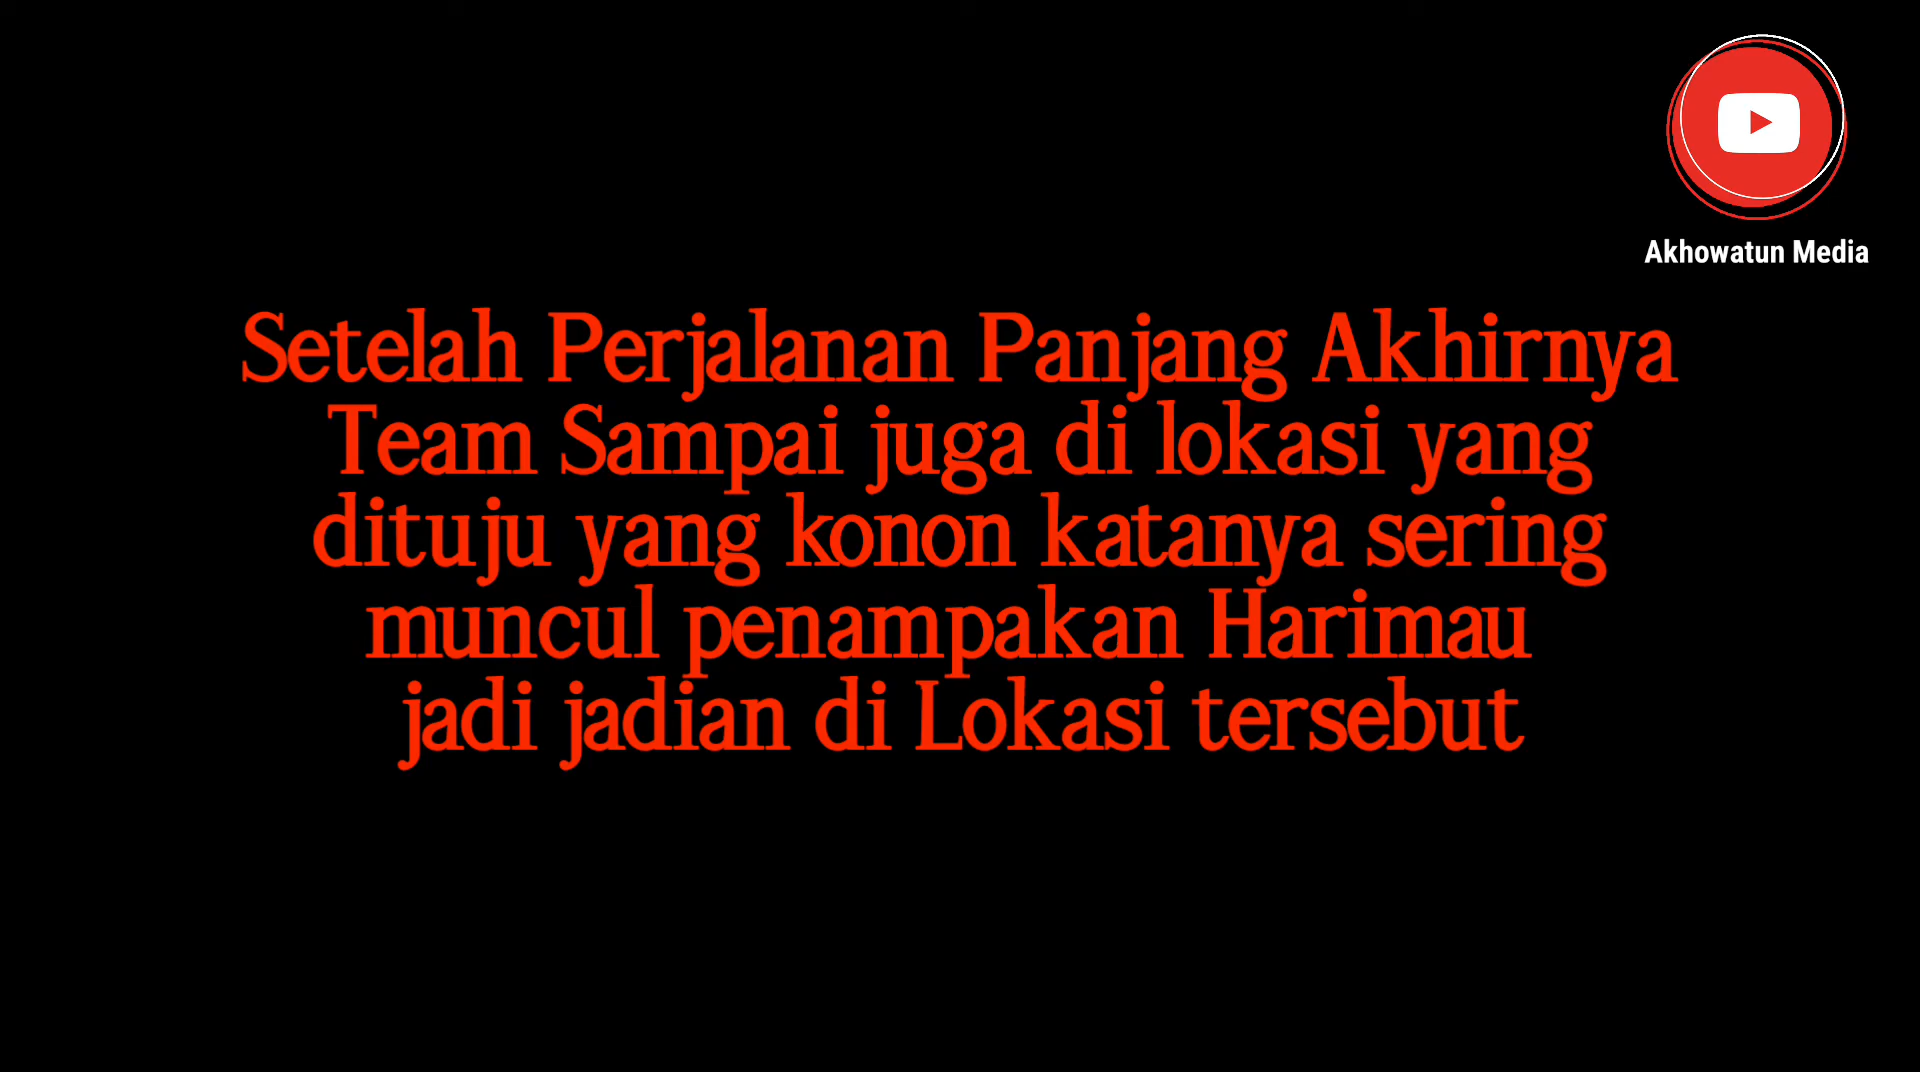 Akhowatun Media
Setelah Perjalanan Panjang Akhirnya
Team Sampai juga di lokasi yang
dituju yang konon katanya sering
muncul penampakan Harimau
jadi jadian di Lokasi tersebut